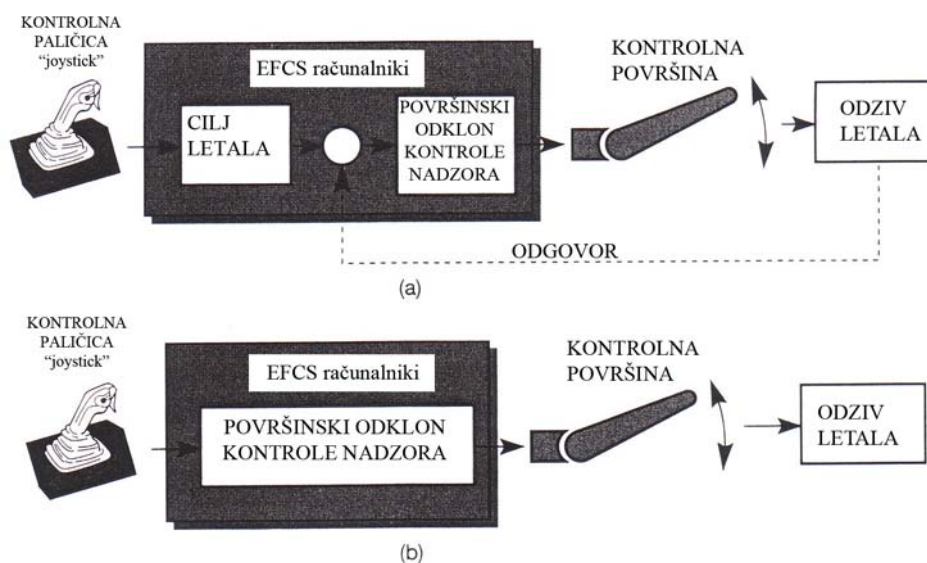 KONTROLNA
PALIČICA
“joystick”
EFCS računalniki
CILJ
LETALA
POVRŠINSKI
ODKLON
KONTROLE
NADZORA
KONTROLNA
POVRŠINA
ODZIV
LETALA
ODGOVOR
(a)
KONTROLNA
PALIČICA
“joystick”
EFCS računalniki
POVRŠINSKI ODKLON
KONTROLE NADZORA
KONTROLNA
POVRŠINA
ODZIV
LETALA
(b)